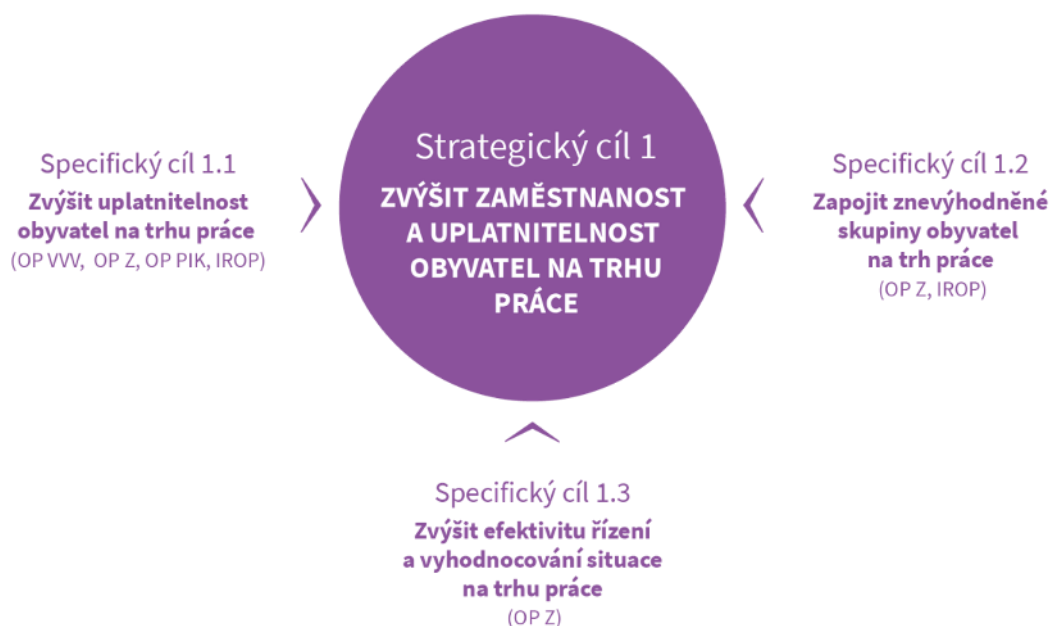 Strategický cíl 1
ZVÝŠIT ZAMĚSTNANOST
A UPLATNITELNOST
OBYVATEL NA TRHU
PRÁCE
Specifický cíl 1.1
Zvýšit uplatnitelnost
obyvatel na trhu práce
(OP VVV, OP Z, OP PIK, IROP)
Specifický cíl 1.2
Zapojit znevýhodněné
skupiny obyvatel
na trh práce
(OP Z, IROP)
Specifický cíl 1.3
Zvýšit efektivitu řízení
a vyhodnocování situace
na trhu práce
(OP Z)